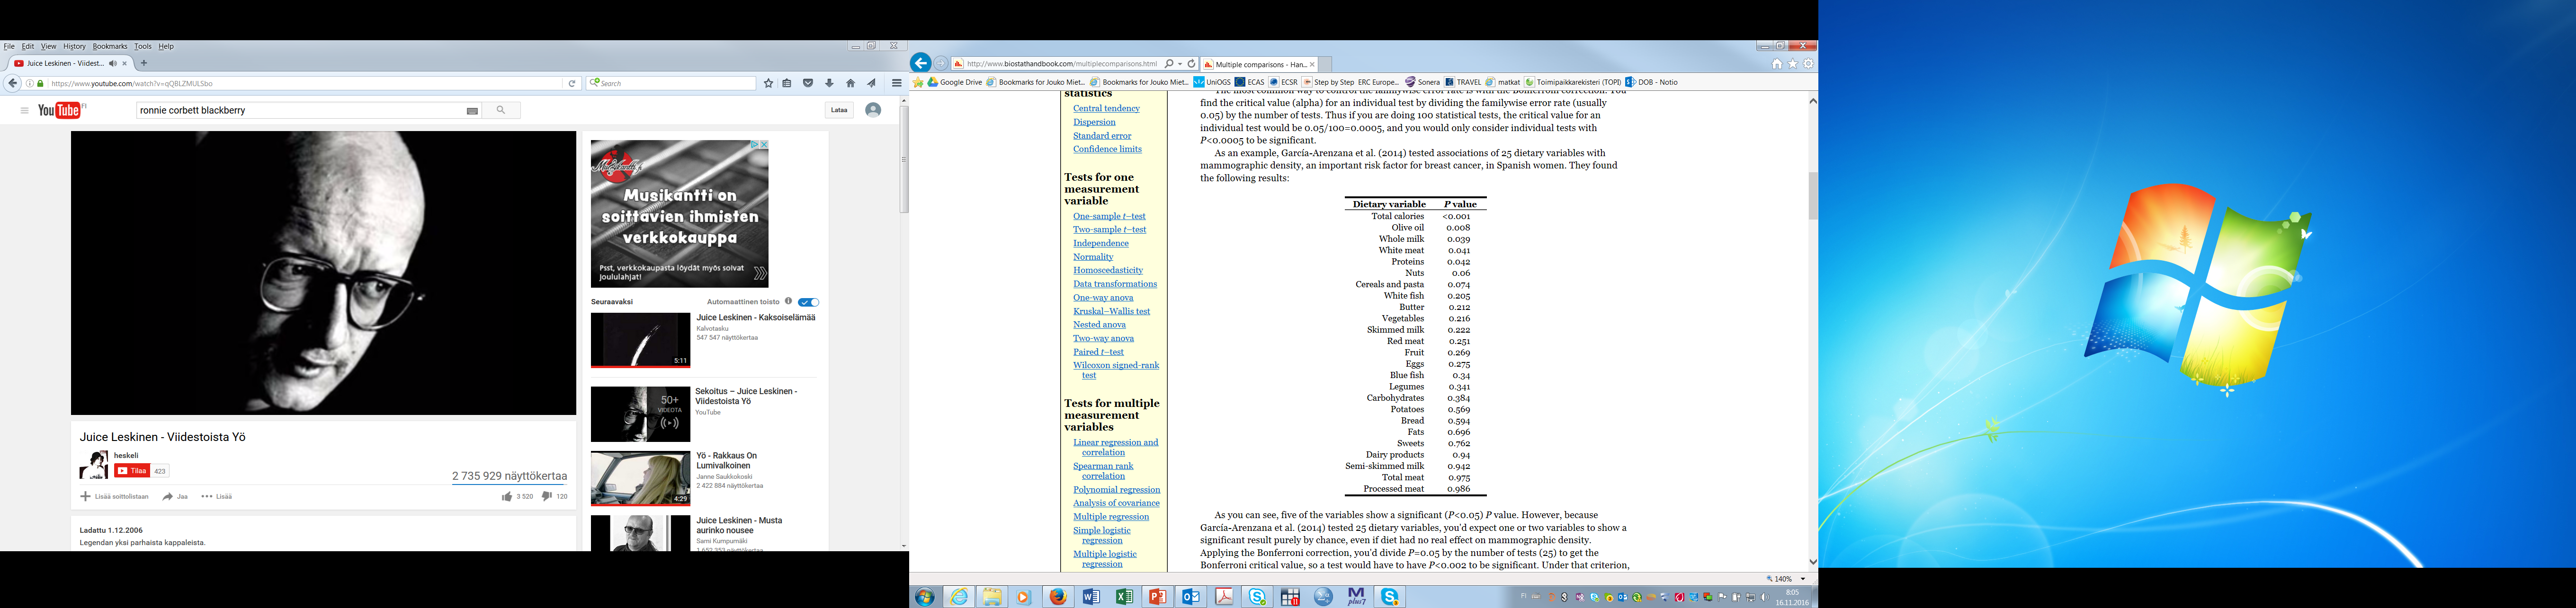 File Edit View History Bookmarks Tools Help
Juice Leskinen - Viidest...
https://www.youtube.com/watch?v=qQBLZMULSbo
Search
YouTube FI
ronnie corbett blackberry
Lataa
Musikantti on
soittavien ihmisten
verkkokauppa
Psst, verkkokaupasta löydät myös soivat
joululahjat!
Seuraavaksi
Automaattinen toisto
Juice Leskinen - Kaksoiselämää
Kalvotasku
547 547 näyttökertaa
5:11
Sekoitus – Juice Leskinen -
Viidestoista Yö
YouTube
50+
VIDEOTA
Yö - Rakkaus On
Lumivalkoinen
Janne Saukkokoski
2 422 884 näyttökertaa
4:29
Juice Leskinen - Musta
aurinko nousee
Sami Kumpumäki
1 652 353 näyttökertaa
Juice Leskinen - Viidestoista Yö
heskeli
Tilaa 423
2 735 929 näyttökertaa
Lisää soittolistaan Jaa Lisää
3 520 120
Ladattu 1.12.2006
Legendan yksi parhaista kappaleista.
http://www.biostathandbook.com/multiplecomparisons.html
Multiple comparisons - Han...
Google Drive Bookmarks for Jouko Miet... Bookmarks for Jouko Miet... UniOGS ECAS ECSR Step by Step ERC Europe... Sonera TRAVEL matkat Toimipaikkarekisteri (TOPI) DOB - Notio
statistics
Central tendency
Dispersion
Standard error
Confidence limits
Tests for one
measurement
variable
One-sample t–test
Two-sample t–test
Independence
Normality
Homoscedasticity
Data transformations
One-way anova
Kruskal–Wallis test
Nested anova
Two-way anova
Paired t–test
Wilcoxon signed-rank
test
Tests for multiple
measurement
variables
Linear regression and
correlation
Spearman rank
correlation
Polynomial regression
Analysis of covariance
Multiple regression
Simple logistic
regression
Multiple logistic
regression
The most common way to control the familywise error rate is with the Bonferroni correction. You
find the critical value (alpha) for an individual test by dividing the familywise error rate (usually
0.05) by the number of tests. Thus if you are doing 100 statistical tests, the critical value for an
individual test would be 0.05/100=0.0005, and you would only consider individual tests with
P<0.0005 to be significant.
As an example, García-Arenzana et al. (2014) tested associations of 25 dietary variables with
mammographic density, an important risk factor for breast cancer, in Spanish women. They found
the following results:
Dietary variable P value
Total calories <0.001
Olive oil 0.008
Whole milk 0.039
White meat 0.041
Proteins 0.042
Nuts 0.06
Cereals and pasta 0.074
White fish 0.205
Butter 0.212
Vegetables 0.216
Skimmed milk 0.222
Red meat 0.251
Fruit 0.269
Eggs 0.275
Blue fish 0.34
Legumes 0.341
Carbohydrates 0.384
Potatoes 0.569
Bread 0.594
Fats 0.696
Sweets 0.762
Dairy products 0.94
Semi-skimmed milk 0.942
Total meat 0.975
Processed meat 0.986
As you can see, five of the variables show a significant (P<0.05) P value. However, because
García-Arenzana et al. (2014) tested 25 dietary variables, you'd expect one or two variables to show a
significant result purely by chance, even if diet had no real effect on mammographic density.
Applying the Bonferroni correction, you'd divide P=0.05 by the number of tests (25) to get the
Bonferroni critical value, so a test would have to have P<0.002 to be significant. Under that criterion,
140%
FI
8:05
16.11.2016